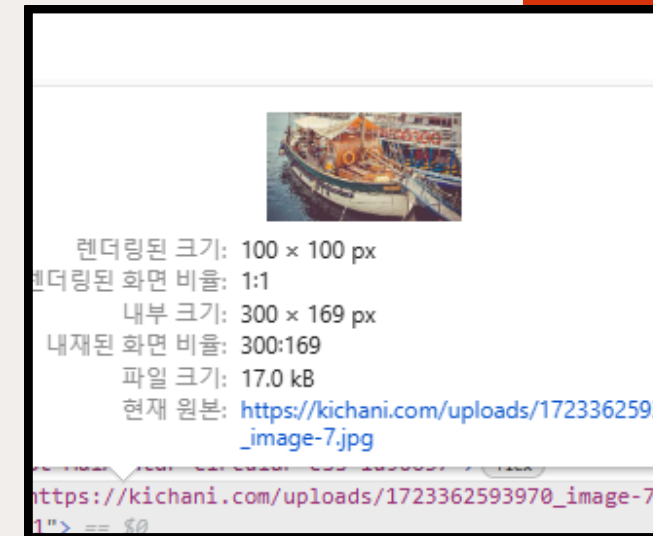 렌더링된 크기: 100 × 100 px
렌더링된 화면 비율: 1:1
내부 크기: 300 × 169 px
내재된 화면 비율: 300:169
파일 크기: 17.0 kB
현재 원본: https://kichani.com/uploads/172336259
_image-7.jpg
https://kichani.com/uploads/1723362593970_image-7
1"> == $0